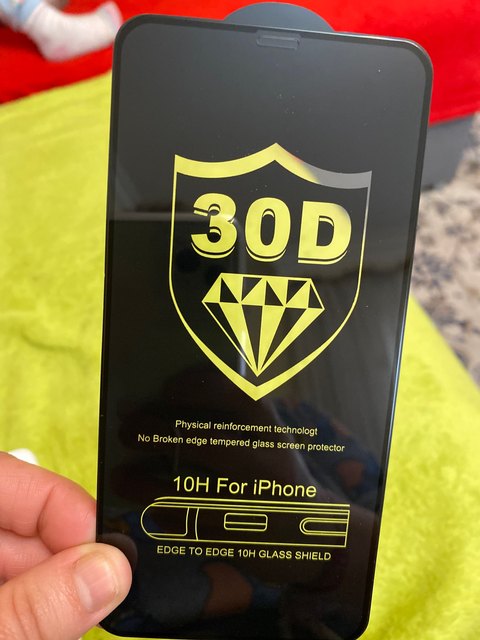 30D
Physical reinforcement technologt
No Broken edge tempered glass screen protector
10H For iPhone
EDGE TO EDGE 10H GLASS SHIELD